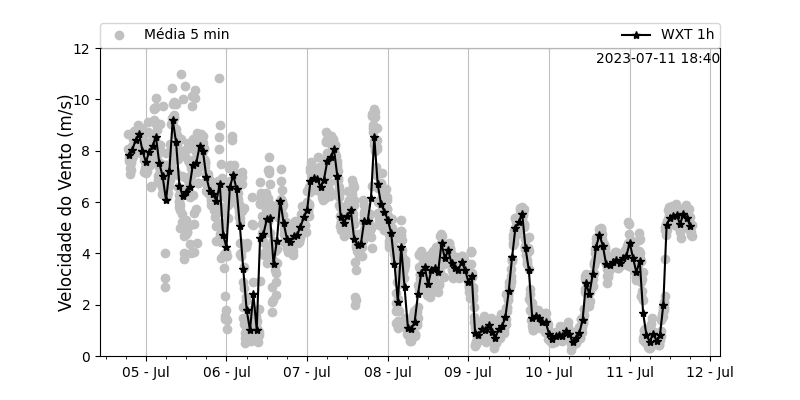 Média 5 min
WXT 1h
2023-07-11 18:40
Velocidade do Vento (m/s)
12
10
8
6
4
2
0
05 - Jul
06 - Jul
07 - Jul
08 - Jul
09 - Jul
10 - Jul
11 - Jul
12 - Jul